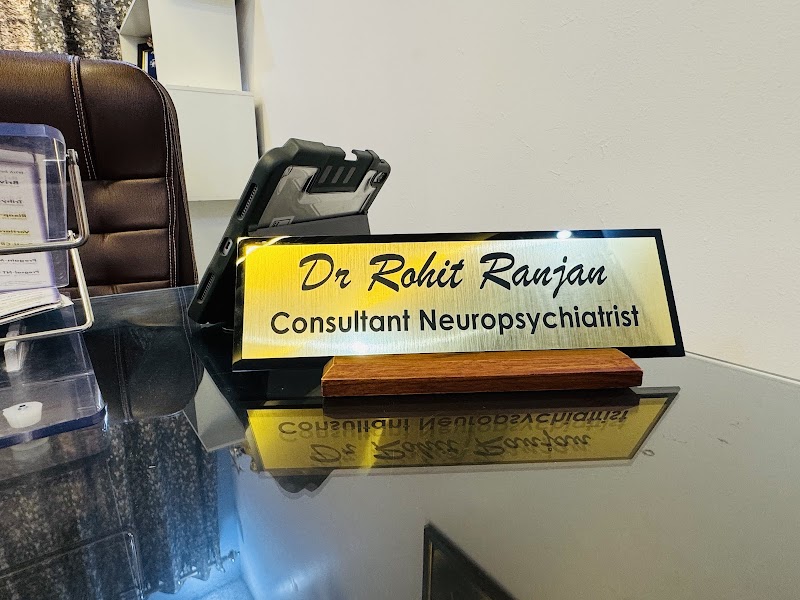 Dr Rohit Ranjan
Consultant Neuropsychiatrist